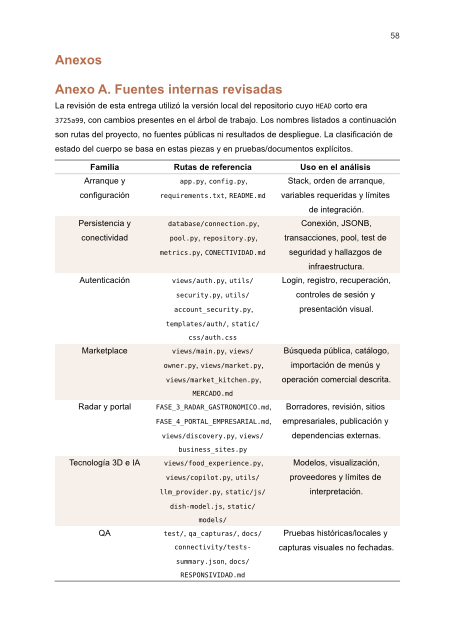 58
Anexos
Anexo A. Fuentes internas revisadas
La revisión de esta entrega utilizó la versión local del repositorio cuyo HEAD corto era
3725a99, con cambios presentes en el árbol de trabajo. Los nombres listados a continuación
son rutas del proyecto, no fuentes públicas ni resultados de despliegue. La clasificación de
estado del cuerpo se basa en estas piezas y en pruebas/documentos explícitos.
Familia Rutas de referencia Uso en el análisis
Arranque y app.py, config.py, Stack, orden de arranque,
configuración requirements.txt, README.md variables requeridas y límites
de integración.
Persistencia y database/connection.py, Conexión, JSONB,
conectividad pool.py, repository.py, transacciones, pool, test de
metrics.py, CONECTIVIDAD.md seguridad y hallazgos de
infraestructura.
Autenticación views/auth.py, utils/ Login, registro, recuperación,
security.py, utils/ controles de sesión y
account_security.py, presentación visual.
templates/auth/, static/
css/auth.css
Marketplace views/main.py, views/ Búsqueda pública, catálogo,
owner.py, views/market.py, importación de menús y
views/market_kitchen.py, operación comercial descrita.
MERCADO.md
Radar y portal FASE_3_RADAR_GASTRONOMICO.md, Borradores, revisión, sitios
FASE_4_PORTAL_EMPRESARIAL.md, empresariales, publicación y
views/discovery.py, views/ dependencias externas.
business_sites.py
Tecnología 3D e IA views/food_experience.py, Modelos, visualización,
views/copilot.py, utils/ proveedores y límites de
llm_provider.py, static/js/ interpretación.
dish-model.js, static/
models/
QA test/, qa_capturas/, docs/ Pruebas históricas/locales y
connectivity/tests- capturas visuales no fechadas.
summary.json, docs/
RESPONSIVIDAD.md